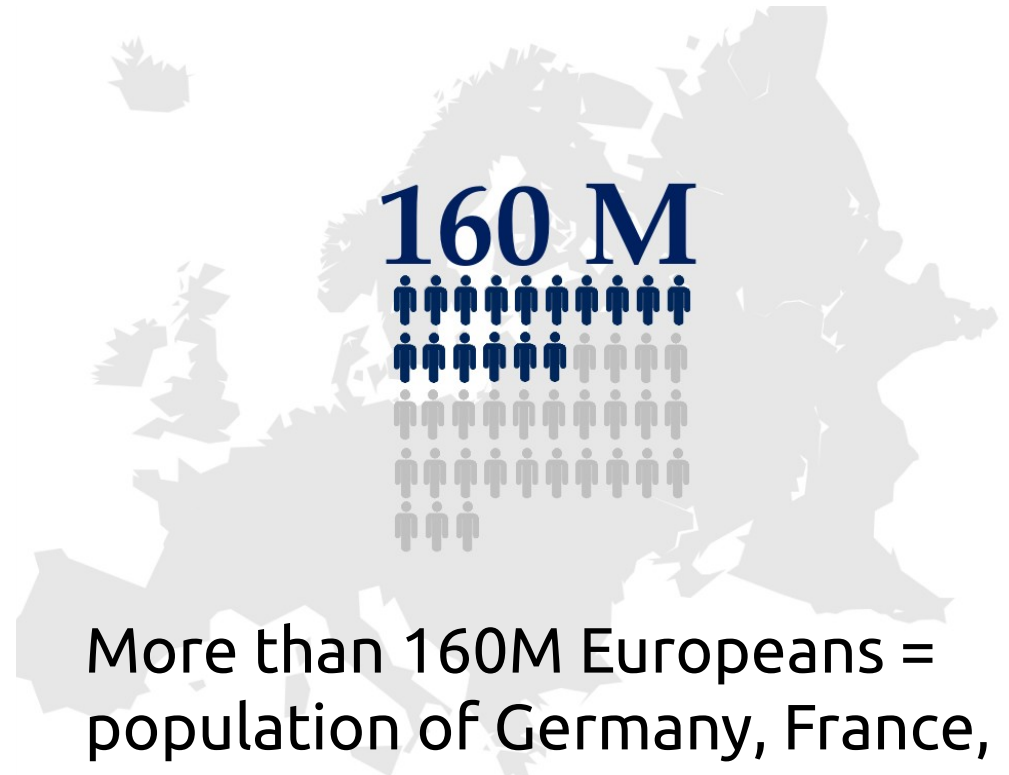 160 M
More than 160M Europeans =
population of Germany, France,